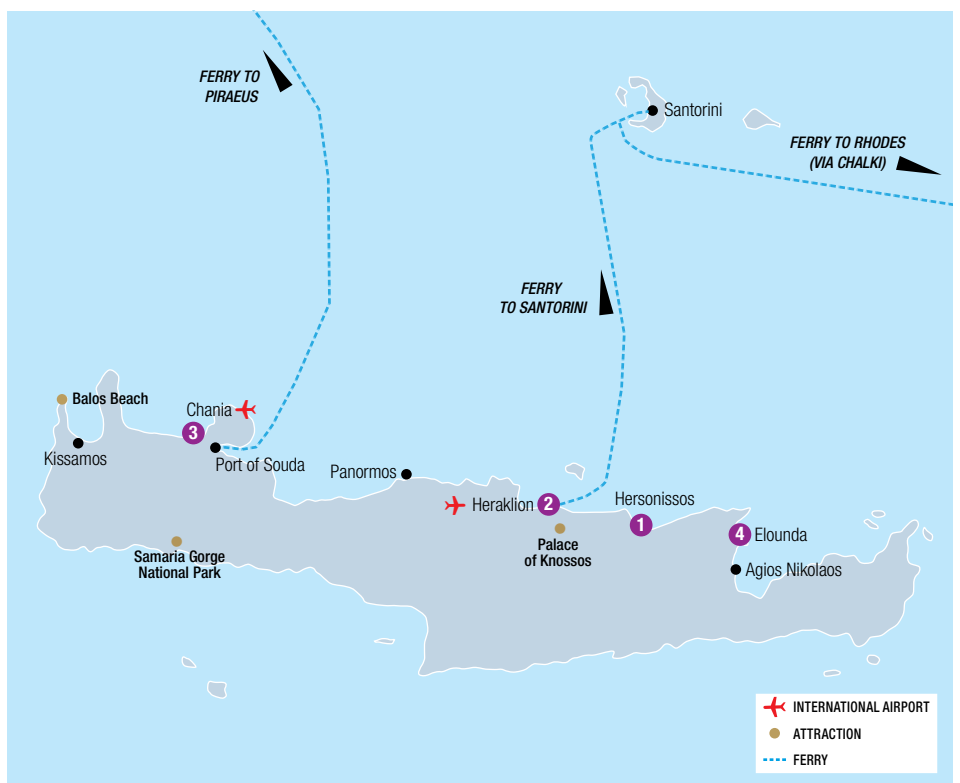 FERRY TO
PIRAEUS
Santorini
FERRY TO RHODES
(VIA CHALKI)
FERRY
TO SANTORINI
Balos Beach
Chania
3
Kissamos
Port of Souda
Panormos
Heraklion
2
Hersonissos
1
4
Elounda
Palace
of Knossos
Samaria Gorge
National Park
Agios Nikolaos
INTERNATIONAL AIRPORT
ATTRACTION
FERRY